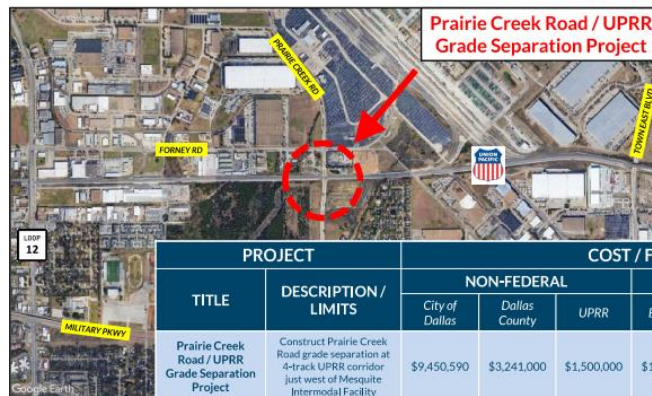 Prairie Creek Road / UPRR
Grade Separation Project
PRAIRIE CREEK RD
TOWN EAST BLVD
FORNEY RD
UNION
PACIFIC
LOOP
12
MILITARY PKWY
PROJECT
COST / F
NON-FEDERAL
TITLE
DESCRIPTION /
LIMITS
City of
Dallas
Dallas
County
UPRR
Prairie Creek
Road / UPRR
Grade Separation
Project
Construct Prairie Creek
Road grade separation at
4-track UPRR corridor
just west of Mesquite
Intermodal Facility
$9,450,590
$3,241,000
$1,500,000
$1
Google Earth